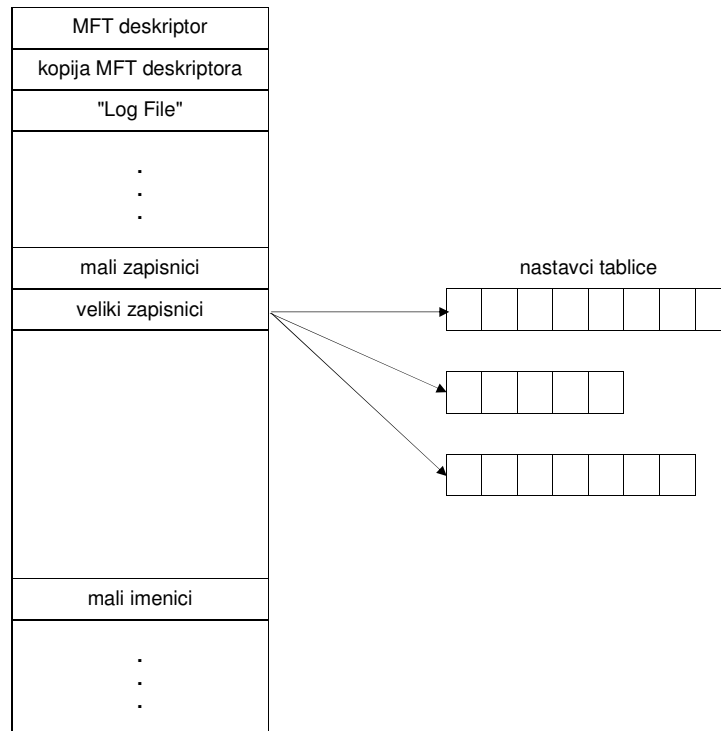 MFT deskriptor
kopija MFT deskriptora
"Log File"
.
.
.
mali zapisnici
nastavci tablice
veliki zapisnici
mali imenici
.
.
.